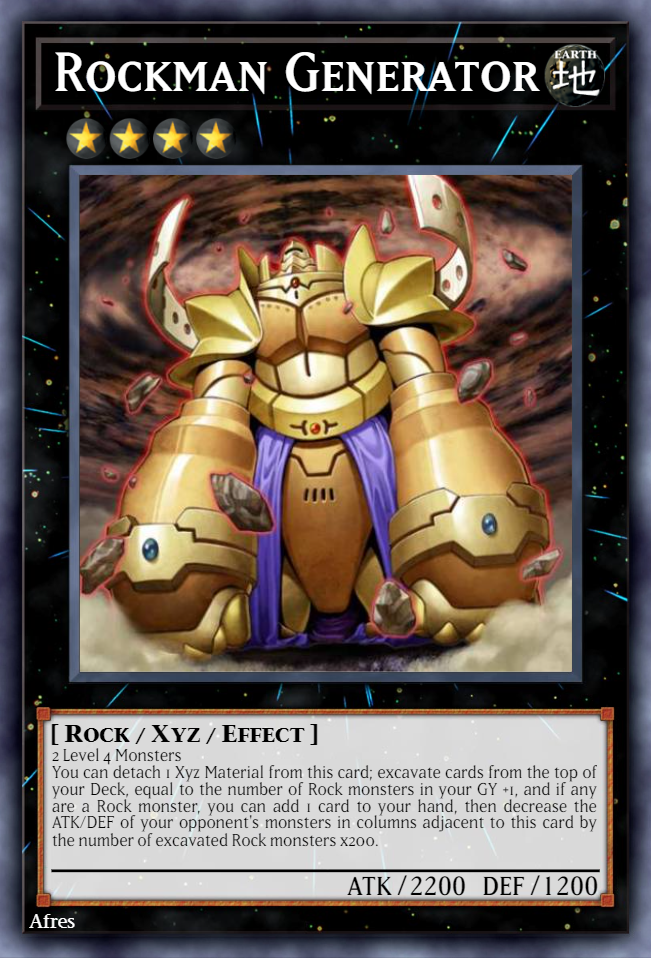 Rockman Generator
EARTH
地
[ Rock / Xyz / Effect ]
2 Level 4 Monsters
You can detach 1 Xyz Material from this card; excavate cards from the top of
your Deck, equal to the number of Rock monsters in your GY +1, and if any
are a Rock monster, you can add 1 card to your hand, then decrease the
ATK/DEF of your opponent's monsters in columns adjacent to this card by
the number of excavated Rock monsters x200.
ATK/2200 DEF/1200
Afres